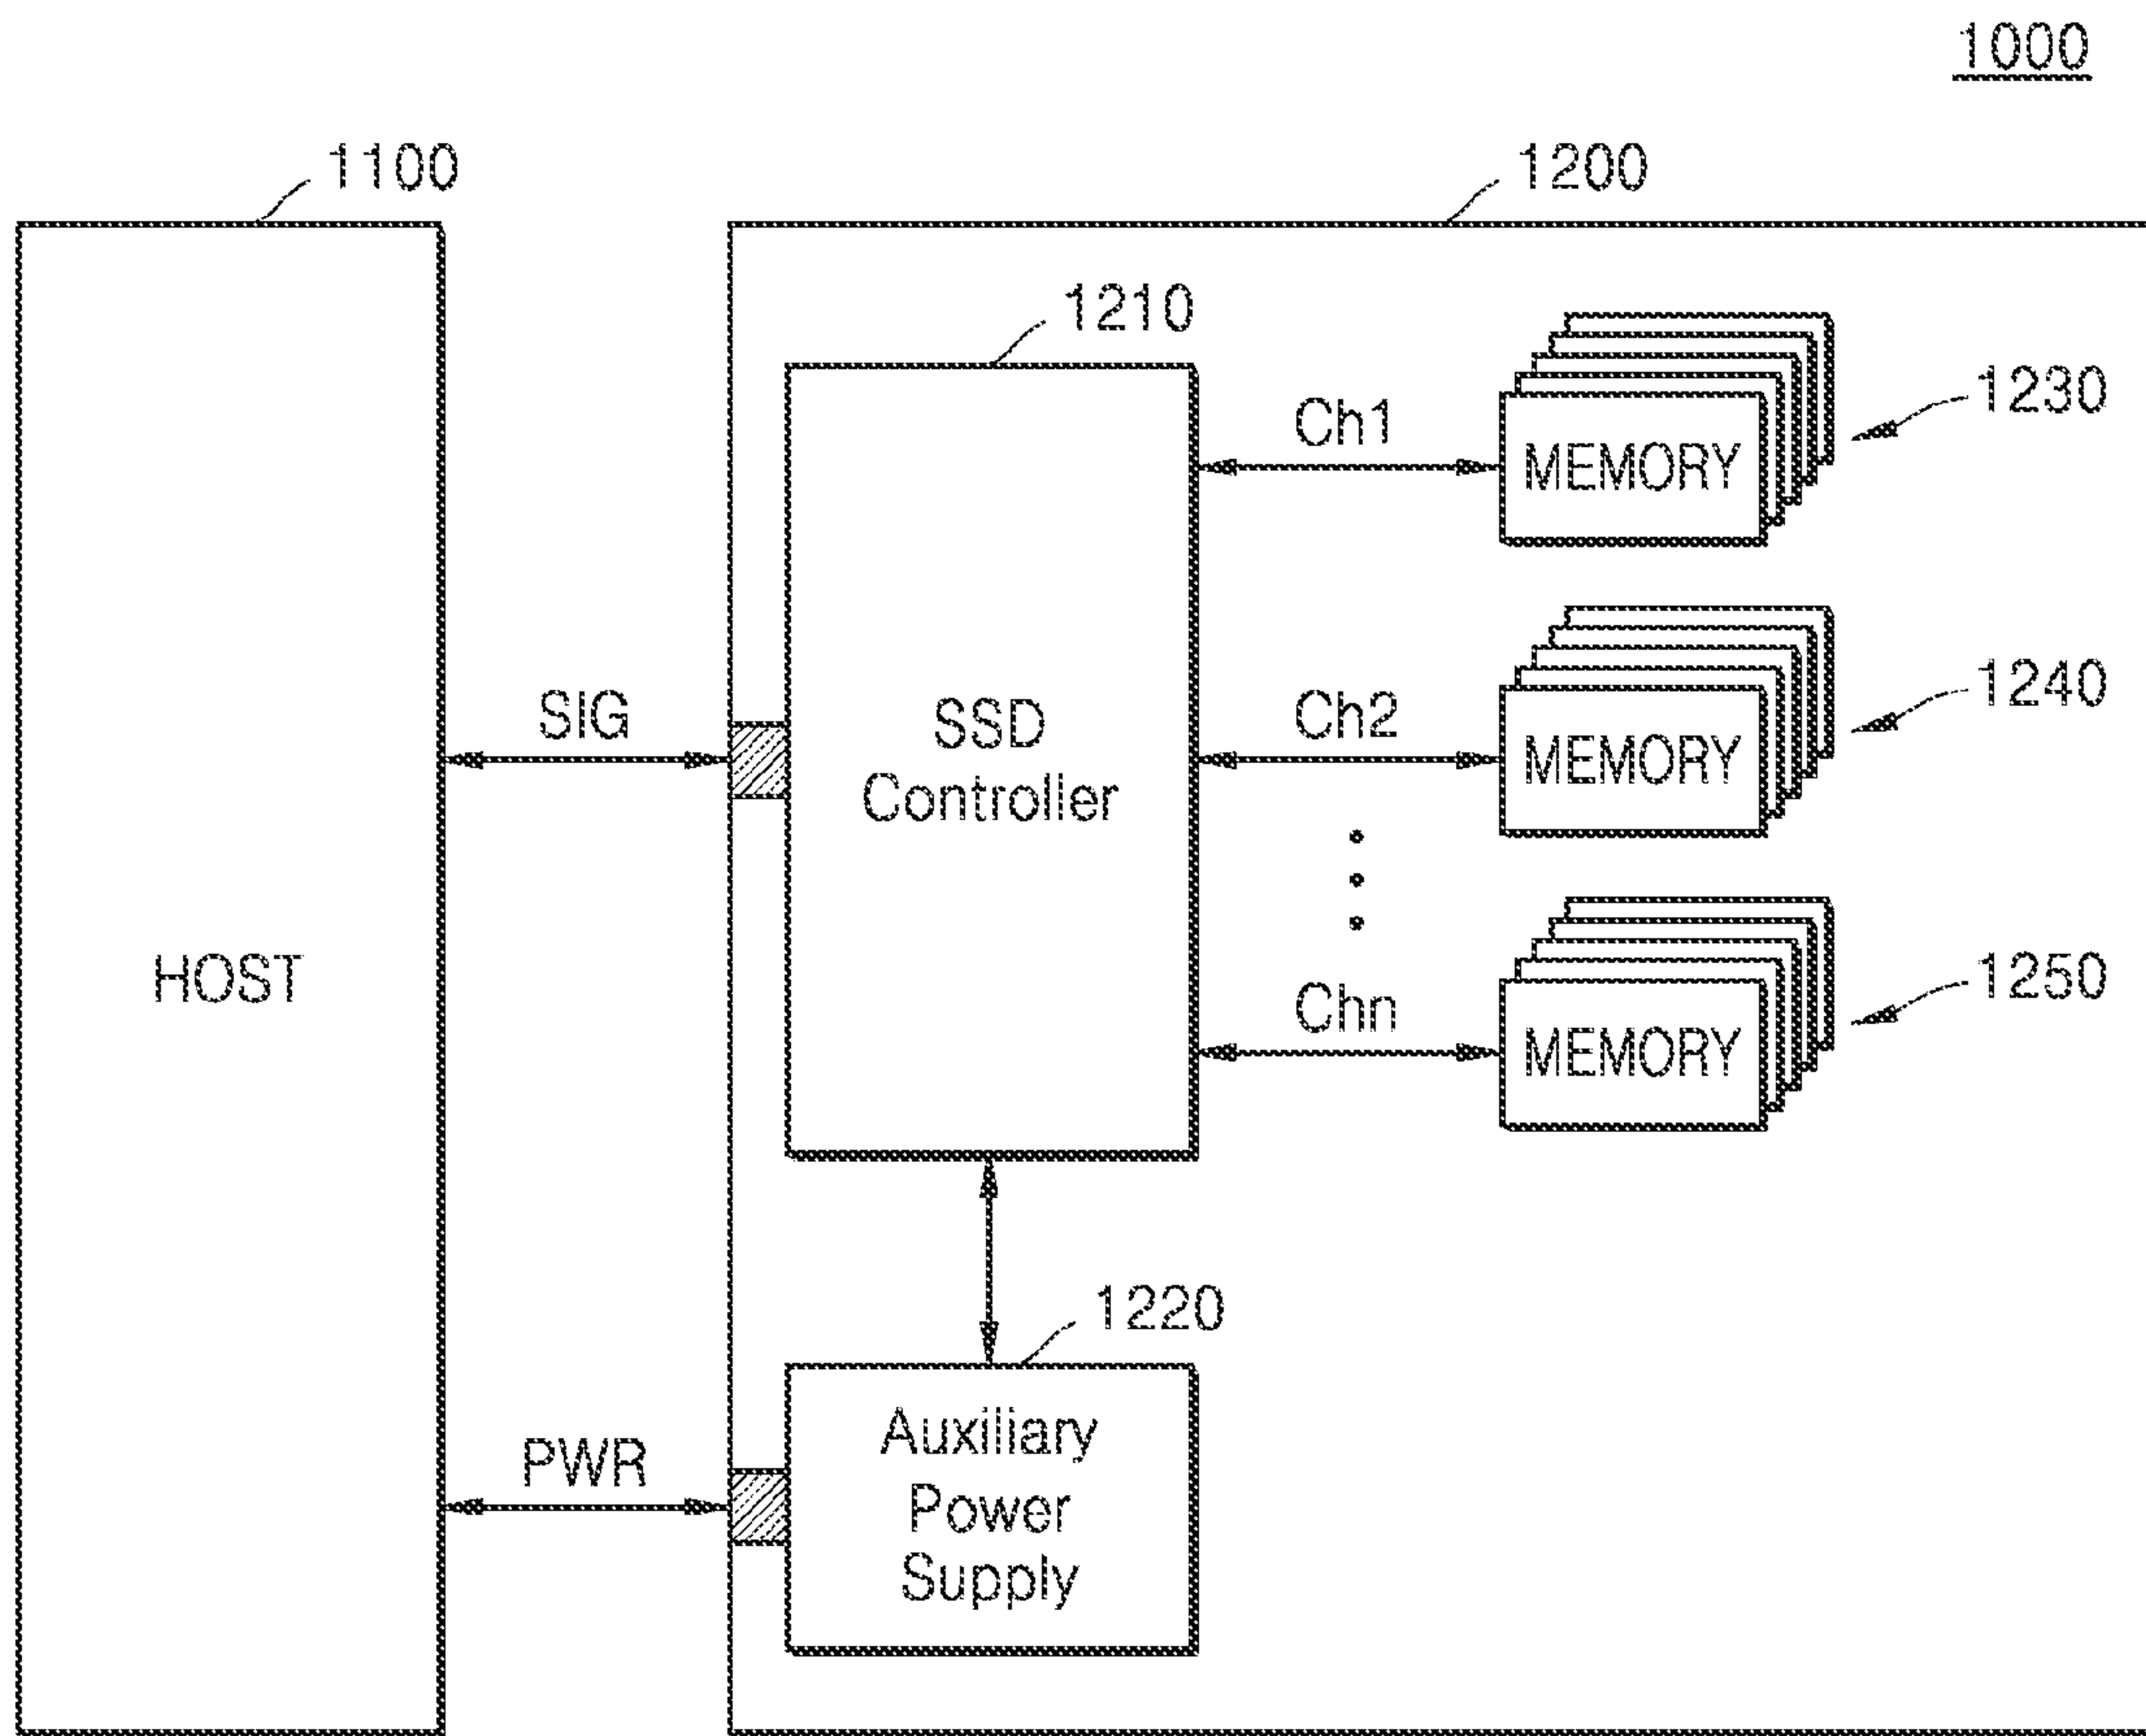 1000
1100
1200
1210
Ch1
MEMORY
1230
SIG
SSD
Controller
Ch2
MEMORY
1240
HOST
Chn
MEMORY
1250
1220
PWR
Auxiliary
Power
Supply